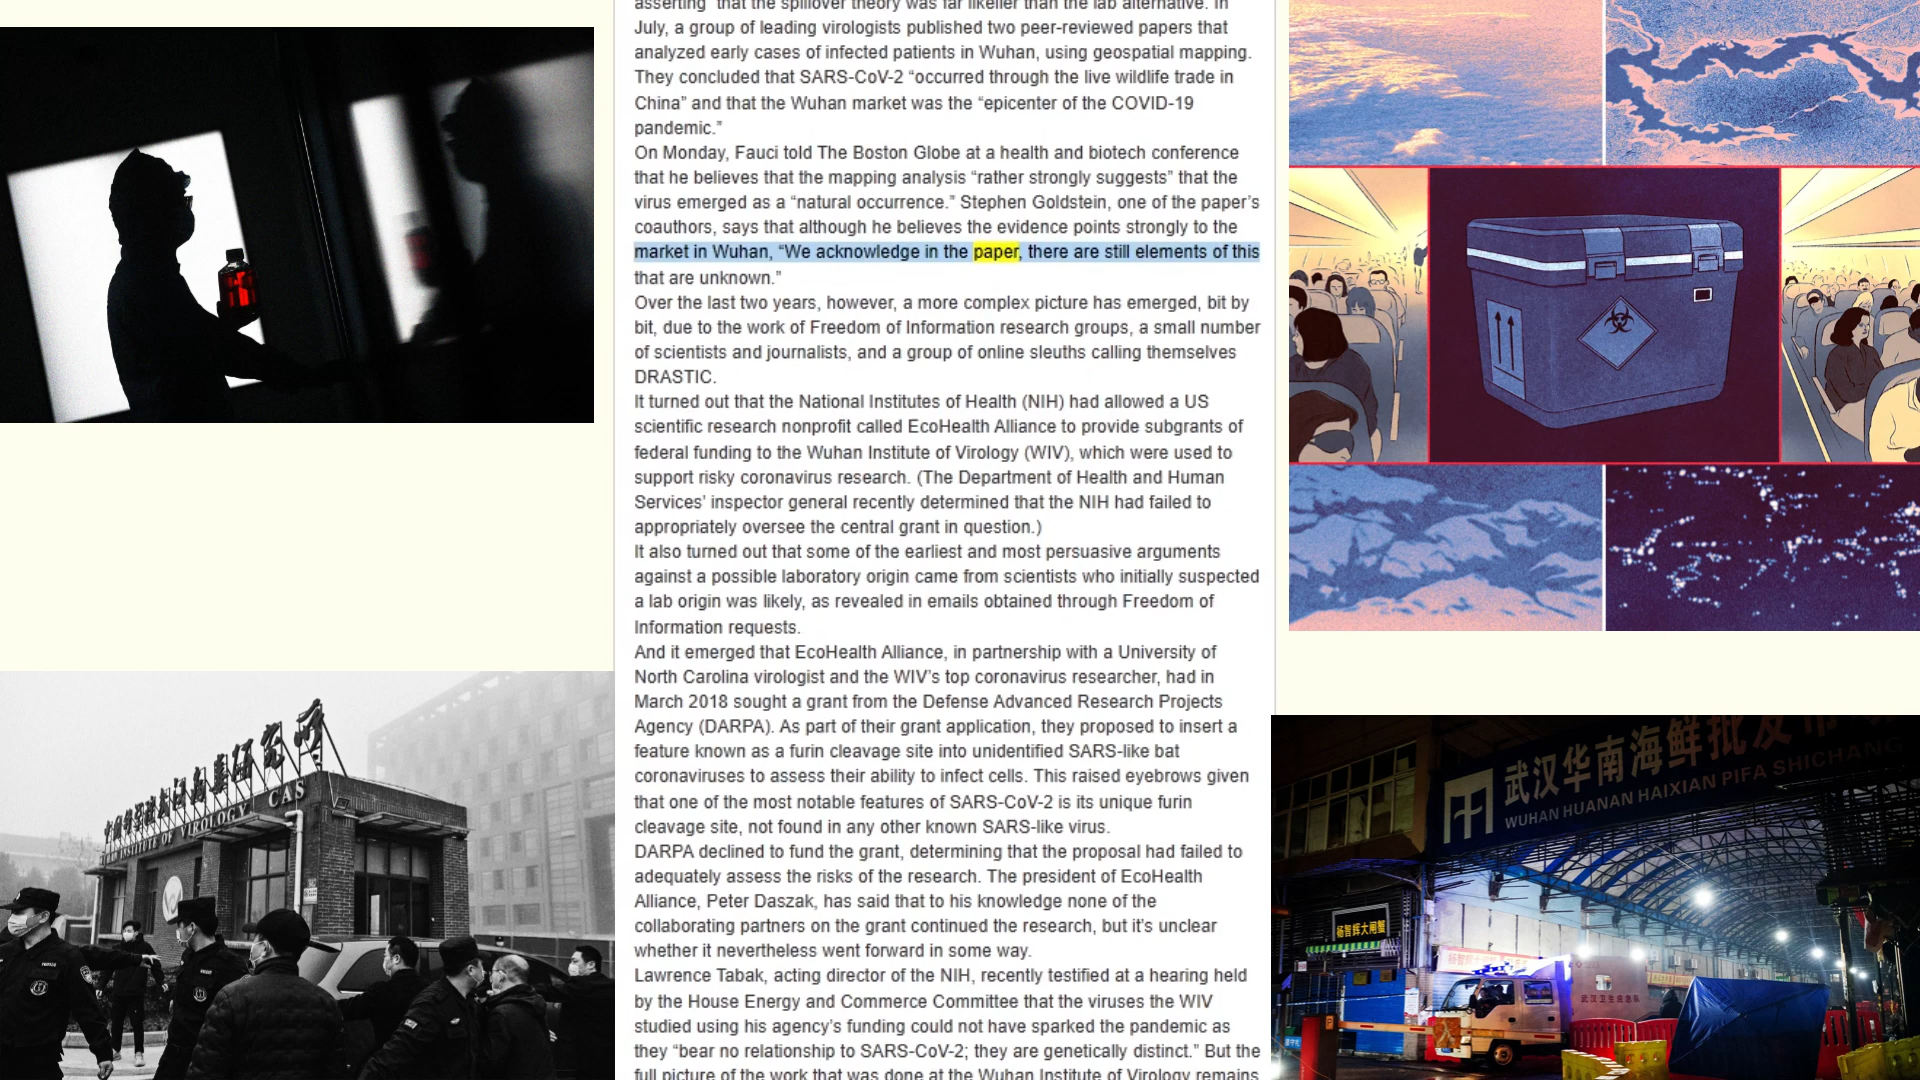 asserting that the spillover theory was far likelier than the lab alternative. In
July, a group of leading virologists published two peer-reviewed papers that
analyzed early cases of infected patients in Wuhan, using geospatial mapping.
They concluded that SARS-CoV-2 “occurred through the live wildlife trade in
China” and that the Wuhan market was the “epicenter of the COVID-19
pandemic.”
On Monday, Fauci told The Boston Globe at a health and biotech conference
that he believes that the mapping analysis “rather strongly suggests” that the
virus emerged as a “natural occurrence.” Stephen Goldstein, one of the paper’s
coauthors, says that although he believes the evidence points strongly to the
market in Wuhan, “We acknowledge in the paper, there are still elements of this
that are unknown.”
Over the last two years, however, a more complex picture has emerged, bit by
bit, due to the work of Freedom of Information research groups, a small number
of scientists and journalists, and a group of online sleuths calling themselves
DRASTIC.
It turned out that the National Institutes of Health (NIH) had allowed a US
scientific research nonprofit called EcoHealth Alliance to provide subgrants of
federal funding to the Wuhan Institute of Virology (WIV), which were used to
support risky coronavirus research. (The Department of Health and Human
Services’ inspector general recently determined that the NIH had failed to
appropriately oversee the central grant in question.)
It also turned out that some of the earliest and most persuasive arguments
against a possible laboratory origin came from scientists who initially suspected
a lab origin was likely, as revealed in emails obtained through Freedom of
Information requests.
And it emerged that EcoHealth Alliance, in partnership with a University of
North Carolina virologist and the WIV’s top coronavirus researcher, had in
March 2018 sought a grant from the Defense Advanced Research Projects
Agency (DARPA). As part of their grant application, they proposed to insert a
feature known as a furin cleavage site into unidentified SARS-like bat
coronaviruses to assess their ability to infect cells. This raised eyebrows given
that one of the most notable features of SARS-CoV-2 is its unique furin
cleavage site, not found in any other known SARS-like virus.
DARPA declined to fund the grant, determining that the proposal had failed to
adequately assess the risks of the research. The president of EcoHealth
Alliance, Peter Daszak, has said that to his knowledge none of the
collaborating partners on the grant continued the research, but it’s unclear
whether it nevertheless went forward in some way.
Lawrence Tabak, acting director of the NIH, recently testified at a hearing held
by the House Energy and Commerce Committee that the viruses the WIV
studied using his agency’s funding could not have sparked the pandemic as
they “bear no relationship to SARS-CoV-2; they are genetically distinct.” But the
full picture of the work that was done at the Wuhan Institute of Virology remains
INSTITUTE OF VIROLOGY CAS
武汉华南海鲜批发市
WUHAN HUANAN HAIXIAN PIFA SHICHANG
杨智辉大闸蟹
武汉卫生应急队